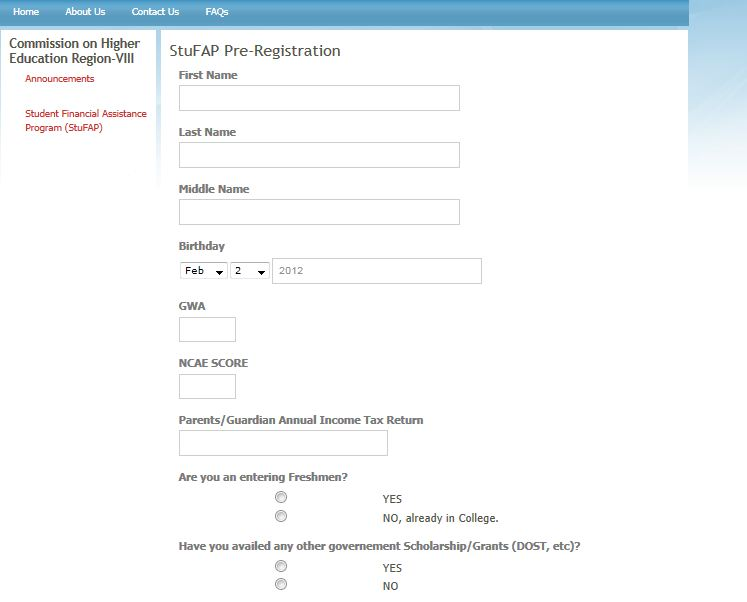 Home About Us Contact Us FAQs
Commission on Higher
Education Region-VIII
Announcements
Student Financial Assistance
Program (StuFAP)
StuFAP Pre-Registration
First Name
Last Name
Middle Name
Birthday
Feb 2 2012
GWA
NCAE SCORE
Parents/Guardian Annual Income Tax Return
Are you an entering Freshmen?
YES
NO, already in College.
Have you availed any other governement Scholarship/Grants (DOST, etc)?
YES
NO